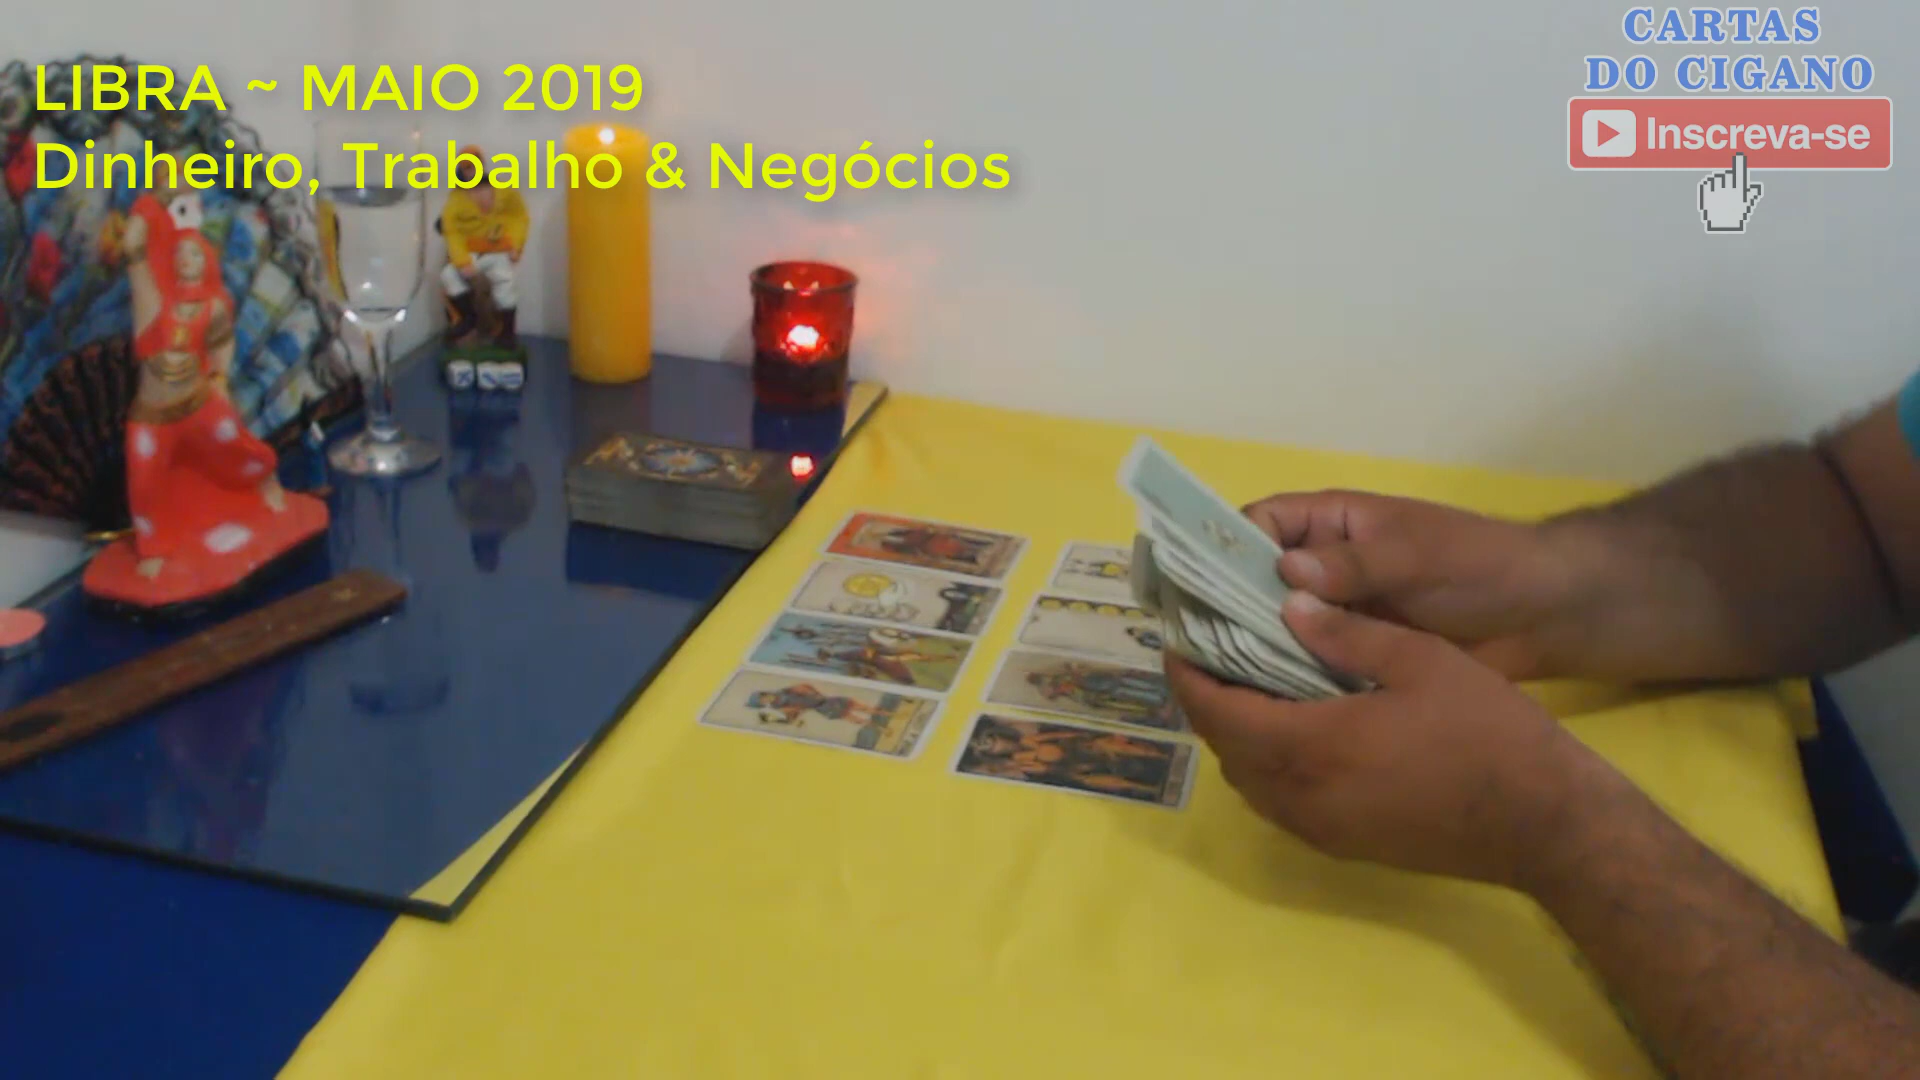 LIBRA ~ MAIO 2019
Dinheiro, Trabalho & Negócios
CARTAS
DO CIGANO
Inscreva-se